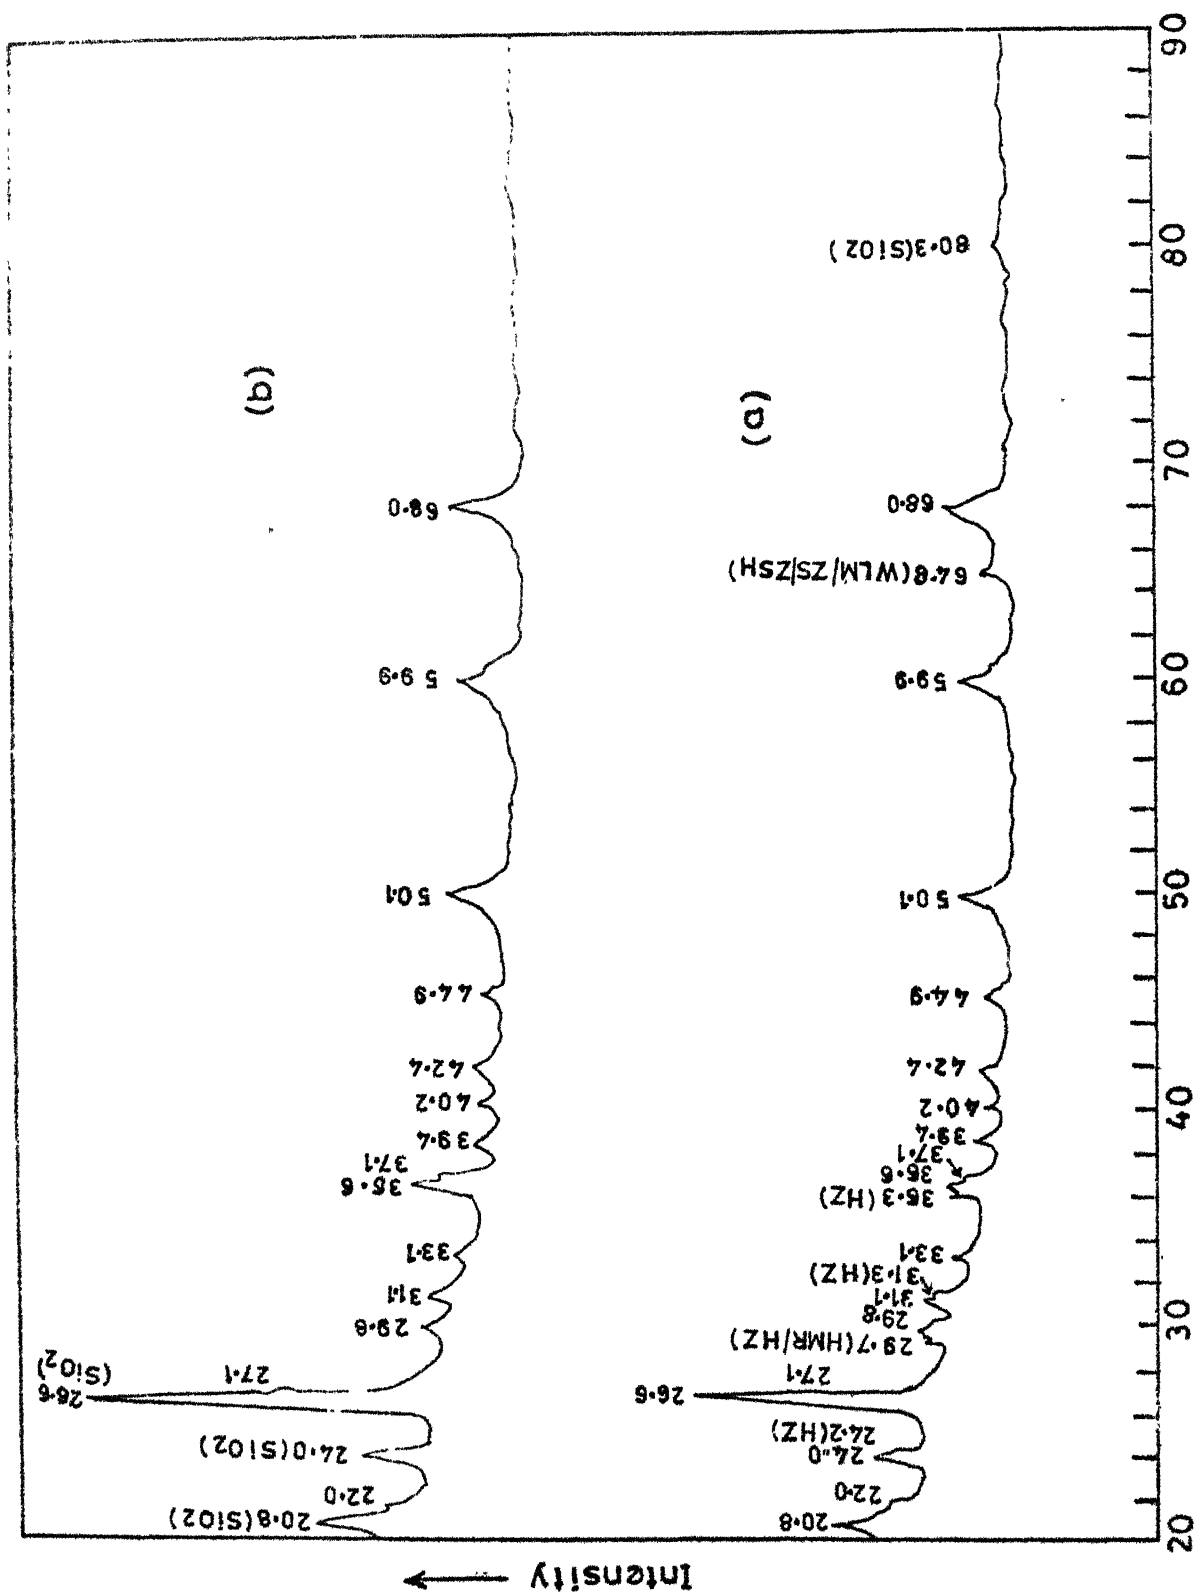 Intensity
20·8(SiO2)
22·0
24·0(SiO2)
26·6
(SiO2)
27·1
29·8
31·1
33·1
35·6
37·1
39·4
40·2
42·4
44·9
50·1
59·9
68·0
(b)
20·8
22·0
24·0
24·2(HZ)
26·6
27·1
29·7(HMR/HZ)
29·8
31·1
31·3(HZ)
33·1
35·3(HZ)
35·6
37·1
39·4
40·2
42·4
44·9
50·1
59·9
64·8(WLM/ZS/ZSH)
68·0
80·3(SiO2)
(a)
20 30 40 50 60 70 80 90